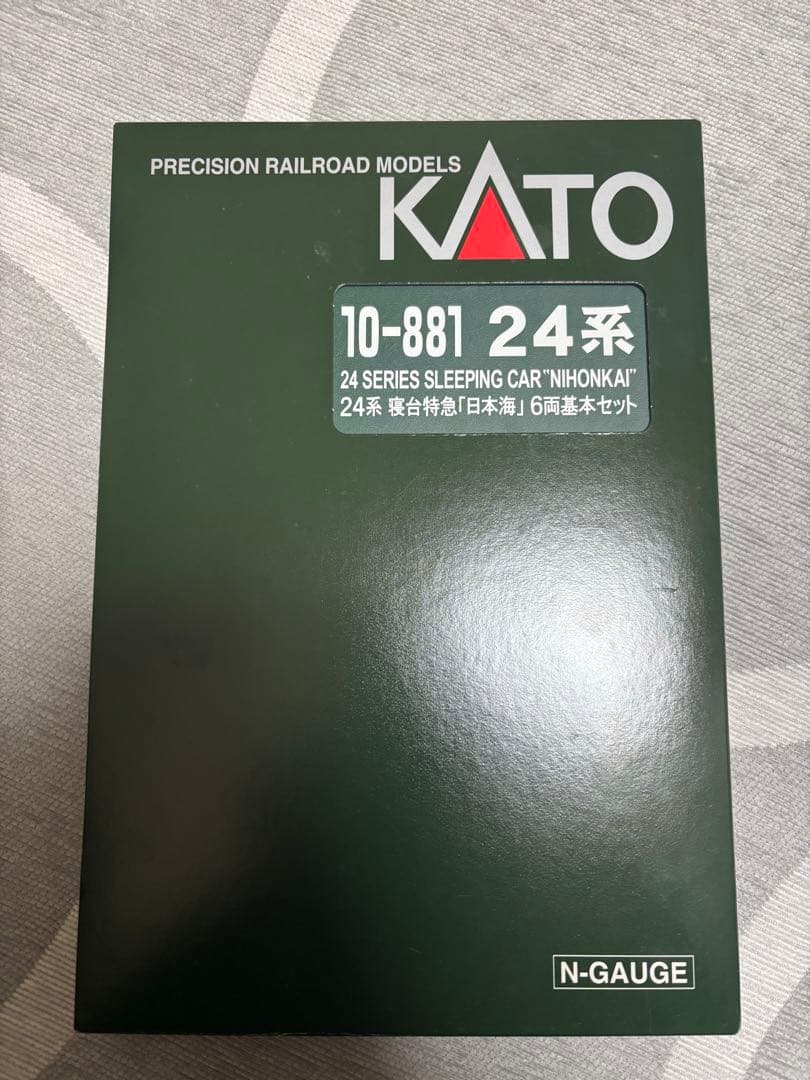 PRECISION RAILROAD MODELS
KATO
10-881 24系
24 SERIES SLEEPING CAR "NIHONKAI"
24系 寝台特急「日本海」6両基本セット
N-GAUGE